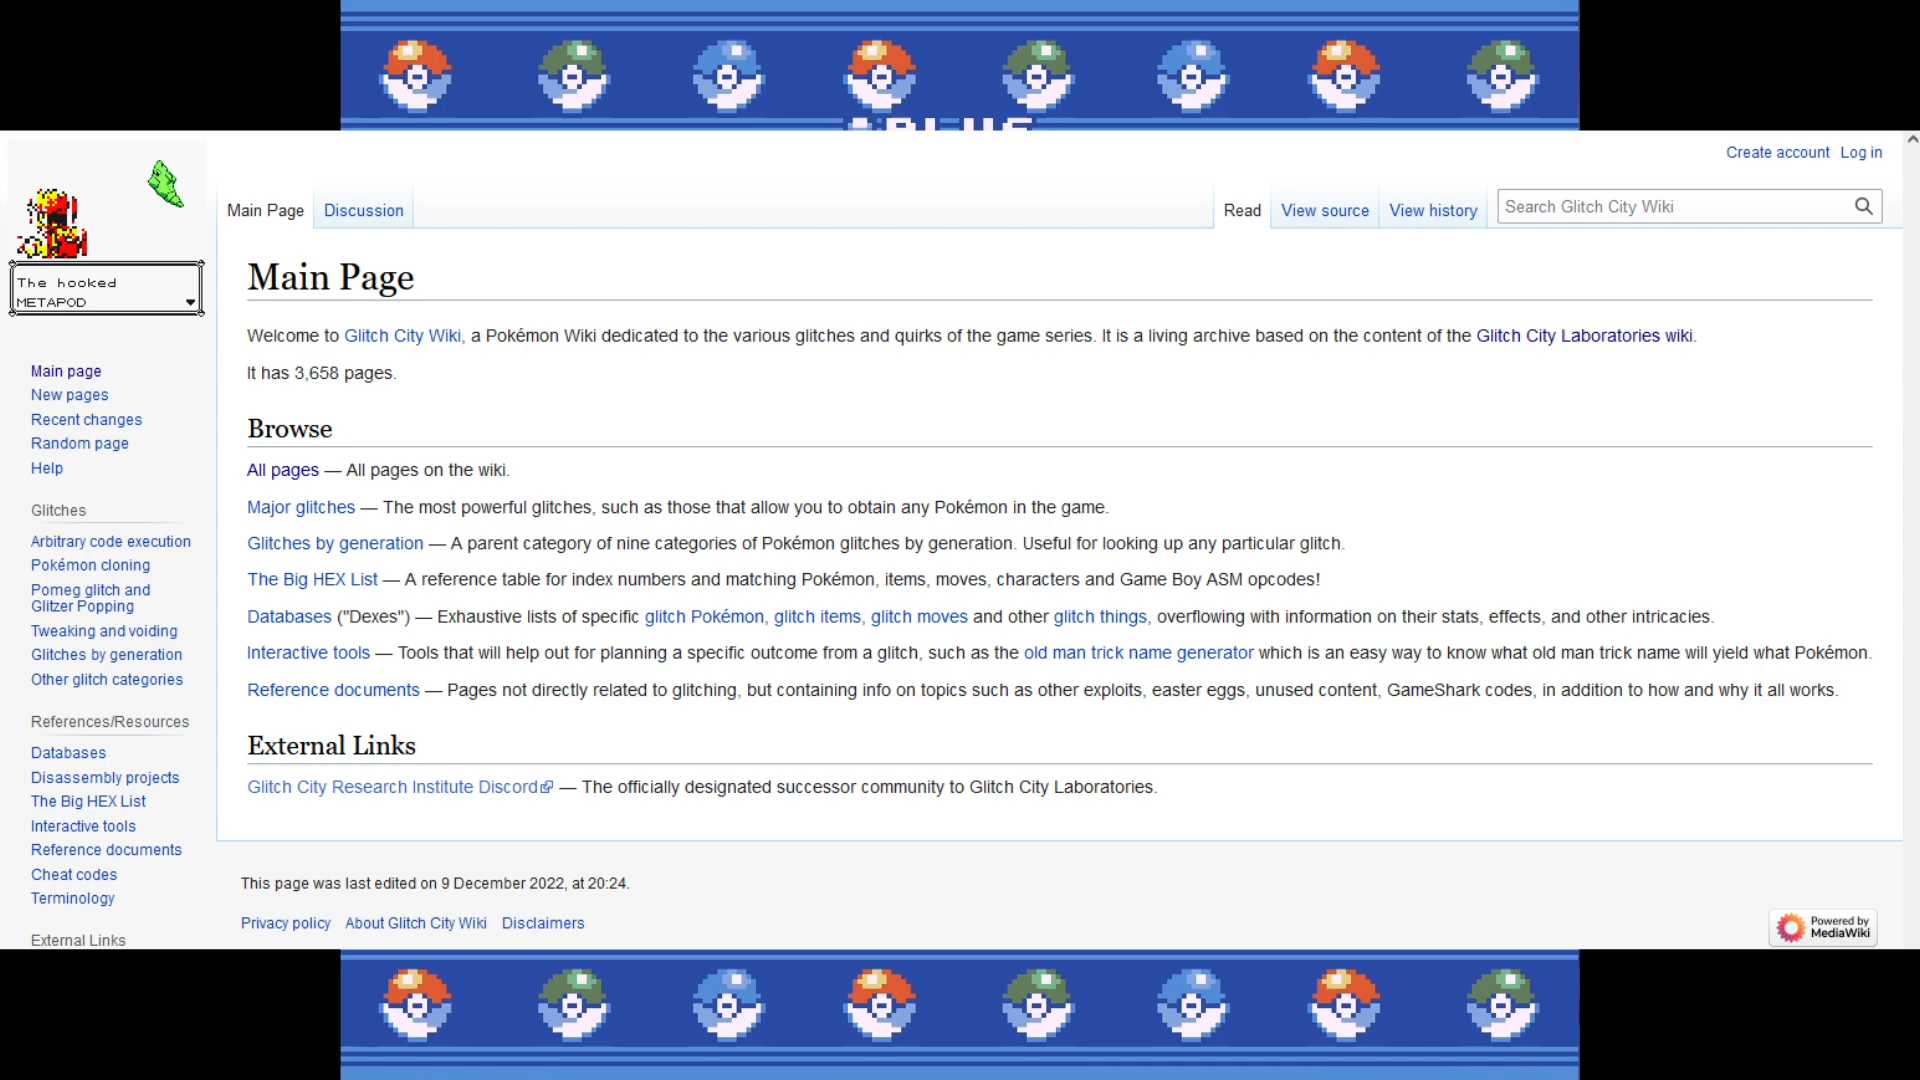 Create account Log in
Main Page Discussion Read View source View history Search Glitch City Wiki
The hooked
METAPOD
Main page
New pages
Recent changes
Random page
Help
Glitches
Arbitrary code execution
Pokémon cloning
Pomeg glitch and
Glitzer Popping
Tweaking and voiding
Glitches by generation
Other glitch categories
References/Resources
Databases
Disassembly projects
The Big HEX List
Interactive tools
Reference documents
Cheat codes
Terminology
External Links
Main Page
Welcome to Glitch City Wiki, a Pokémon Wiki dedicated to the various glitches and quirks of the game series. It is a living archive based on the content of the Glitch City Laboratories wiki.
It has 3,658 pages.
Browse
All pages — All pages on the wiki.
Major glitches — The most powerful glitches, such as those that allow you to obtain any Pokémon in the game.
Glitches by generation — A parent category of nine categories of Pokémon glitches by generation. Useful for looking up any particular glitch.
The Big HEX List — A reference table for index numbers and matching Pokémon, items, moves, characters and Game Boy ASM opcodes!
Databases ("Dexes") — Exhaustive lists of specific glitch Pokémon, glitch items, glitch moves and other glitch things, overflowing with information on their stats, effects, and other intricacies.
Interactive tools — Tools that will help out for planning a specific outcome from a glitch, such as the old man trick name generator which is an easy way to know what old man trick name will yield what Pokémon.
Reference documents — Pages not directly related to glitching, but containing info on topics such as other exploits, easter eggs, unused content, GameShark codes, in addition to how and why it all works.
External Links
Glitch City Research Institute Discord — The officially designated successor community to Glitch City Laboratories.
This page was last edited on 9 December 2022, at 20:24.
Privacy policy About Glitch City Wiki Disclaimers
Powered by
MediaWiki